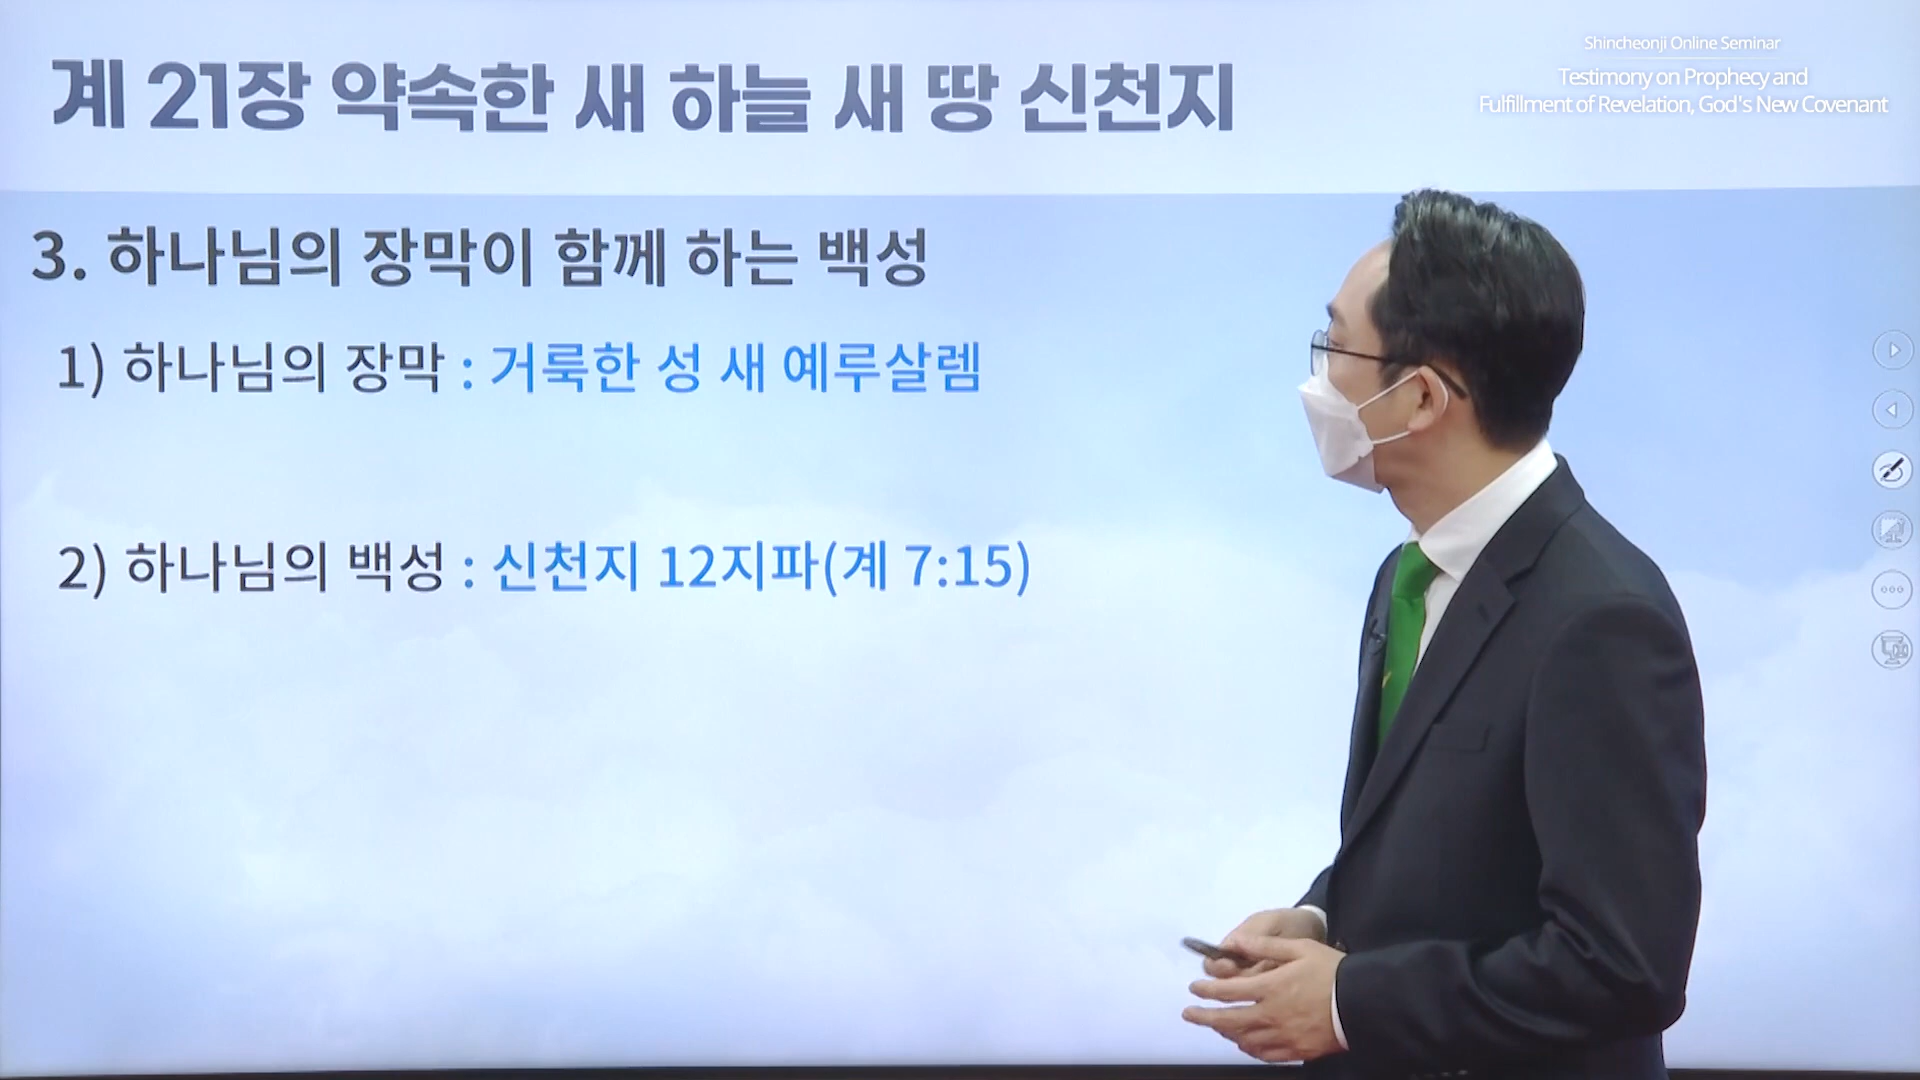 계 21장 약속한 새 하늘 새 땅 신천지
Shincheonji Online Seminar
Testimony on Prophecy and
Fulfillment of Revelation, God's New Covenant
3. 하나님의 장막이 함께 하는 백성
1) 하나님의 장막 : 거룩한 성 새 예루살렘
2) 하나님의 백성 : 신천지 12지파(계 7:15)